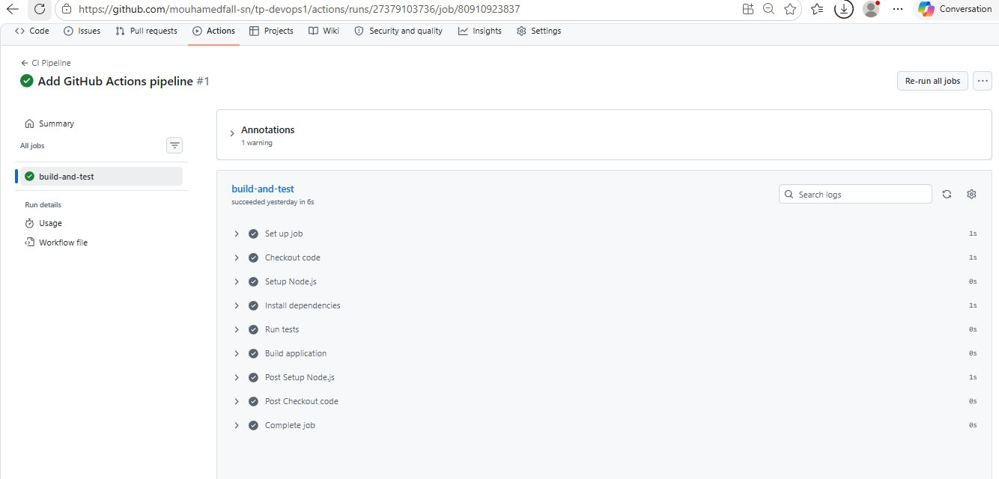 https://github.com/mouhamedfall-sn/tp-devops1/actions/runs/27379103736/job/80910923837
Conversation
Code Issues Pull requests Actions Projects Wiki Security and quality Insights Settings
CI Pipeline
Add GitHub Actions pipeline #1
Re-run all jobs
Summary
All jobs
build-and-test
Run details
Usage
Workflow file
Annotations
1 warning
build-and-test
succeeded yesterday in 6s
Search logs
Set up job 1s
Checkout code 1s
Setup Node.js 0s
Install dependencies 1s
Run tests 0s
Build application 0s
Post Setup Node.js 1s
Post Checkout code 0s
Complete job 0s